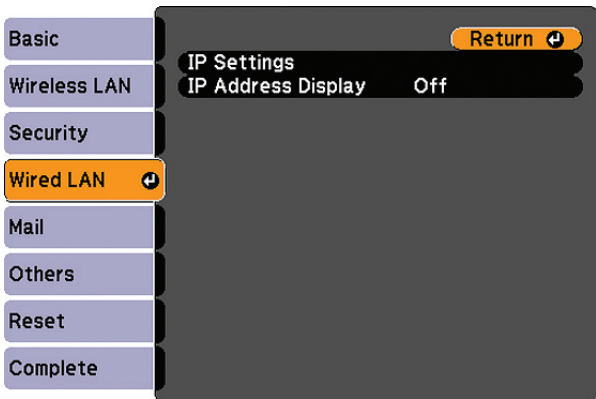 Basic
Wireless LAN
Security
Wired LAN
Mail
Others
Reset
Complete
Return
IP Settings
IP Address Display Off